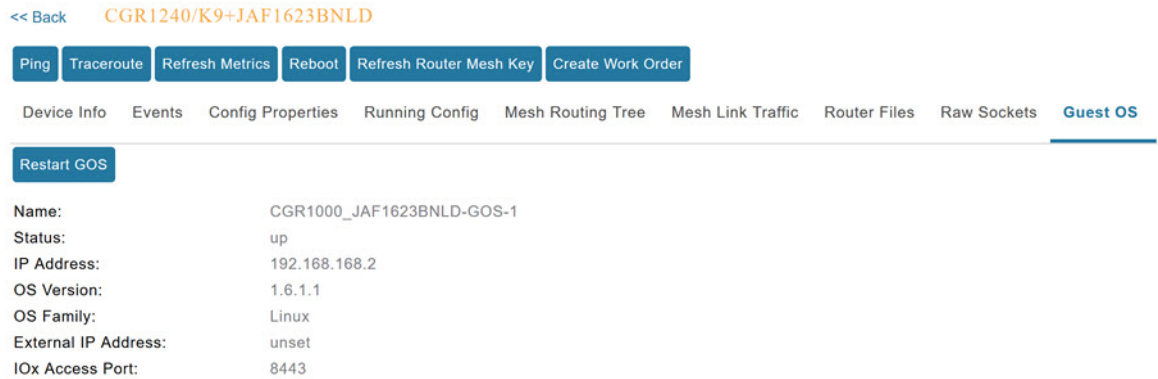 << Back CGR1240/K9+JAF1623BNLD
Ping Traceroute Refresh Metrics Reboot Refresh Router Mesh Key Create Work Order
Device Info Events Config Properties Running Config Mesh Routing Tree Mesh Link Traffic Router Files Raw Sockets Guest OS
Restart GOS
Name: CGR1000_JAF1623BNLD-GOS-1
Status: up
IP Address: 192.168.168.2
OS Version: 1.6.1.1
OS Family: Linux
External IP Address: unset
IOx Access Port: 8443